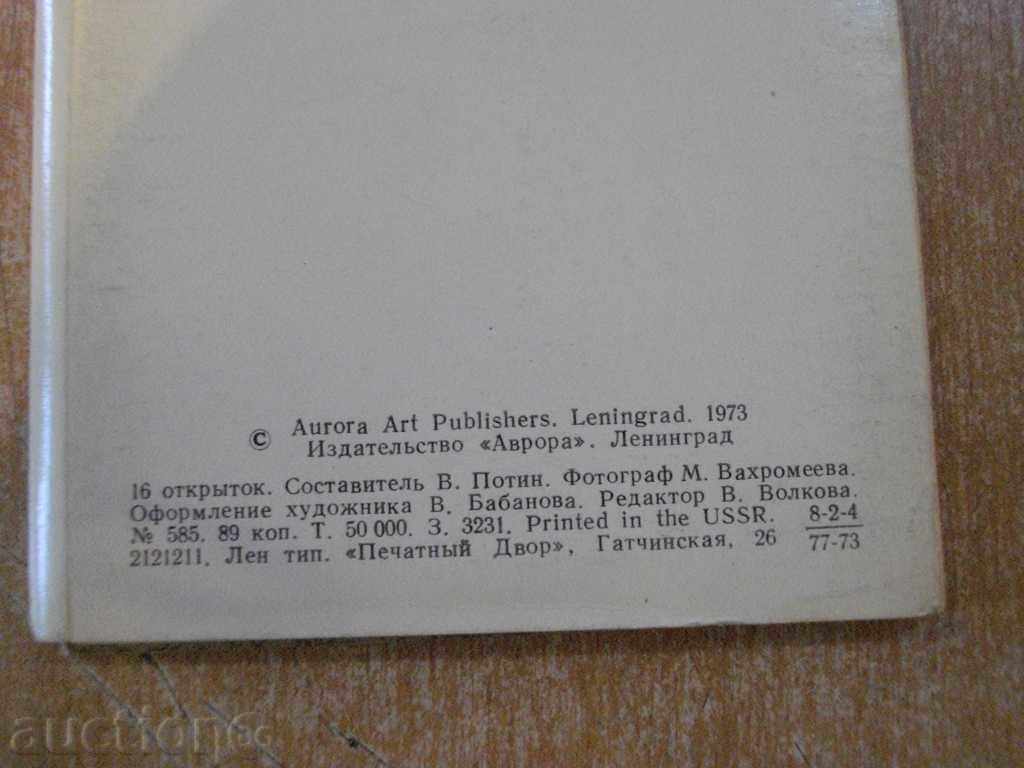 © Aurora Art Publishers. Leningrad. 1973
Издательство «Аврора». Ленинград
16 открыток. Составитель В. Потин. Фотограф М. Вахромеева.
Оформление художника В. Бабанова. Редактор В. Волкова.
№ 585. 89 коп. Т. 50 000. З. 3231. Printed in the USSR. 8-2-4
2121211. Лен тип. «Печатный Двор», Гатчинская, 26 77-73
auctions